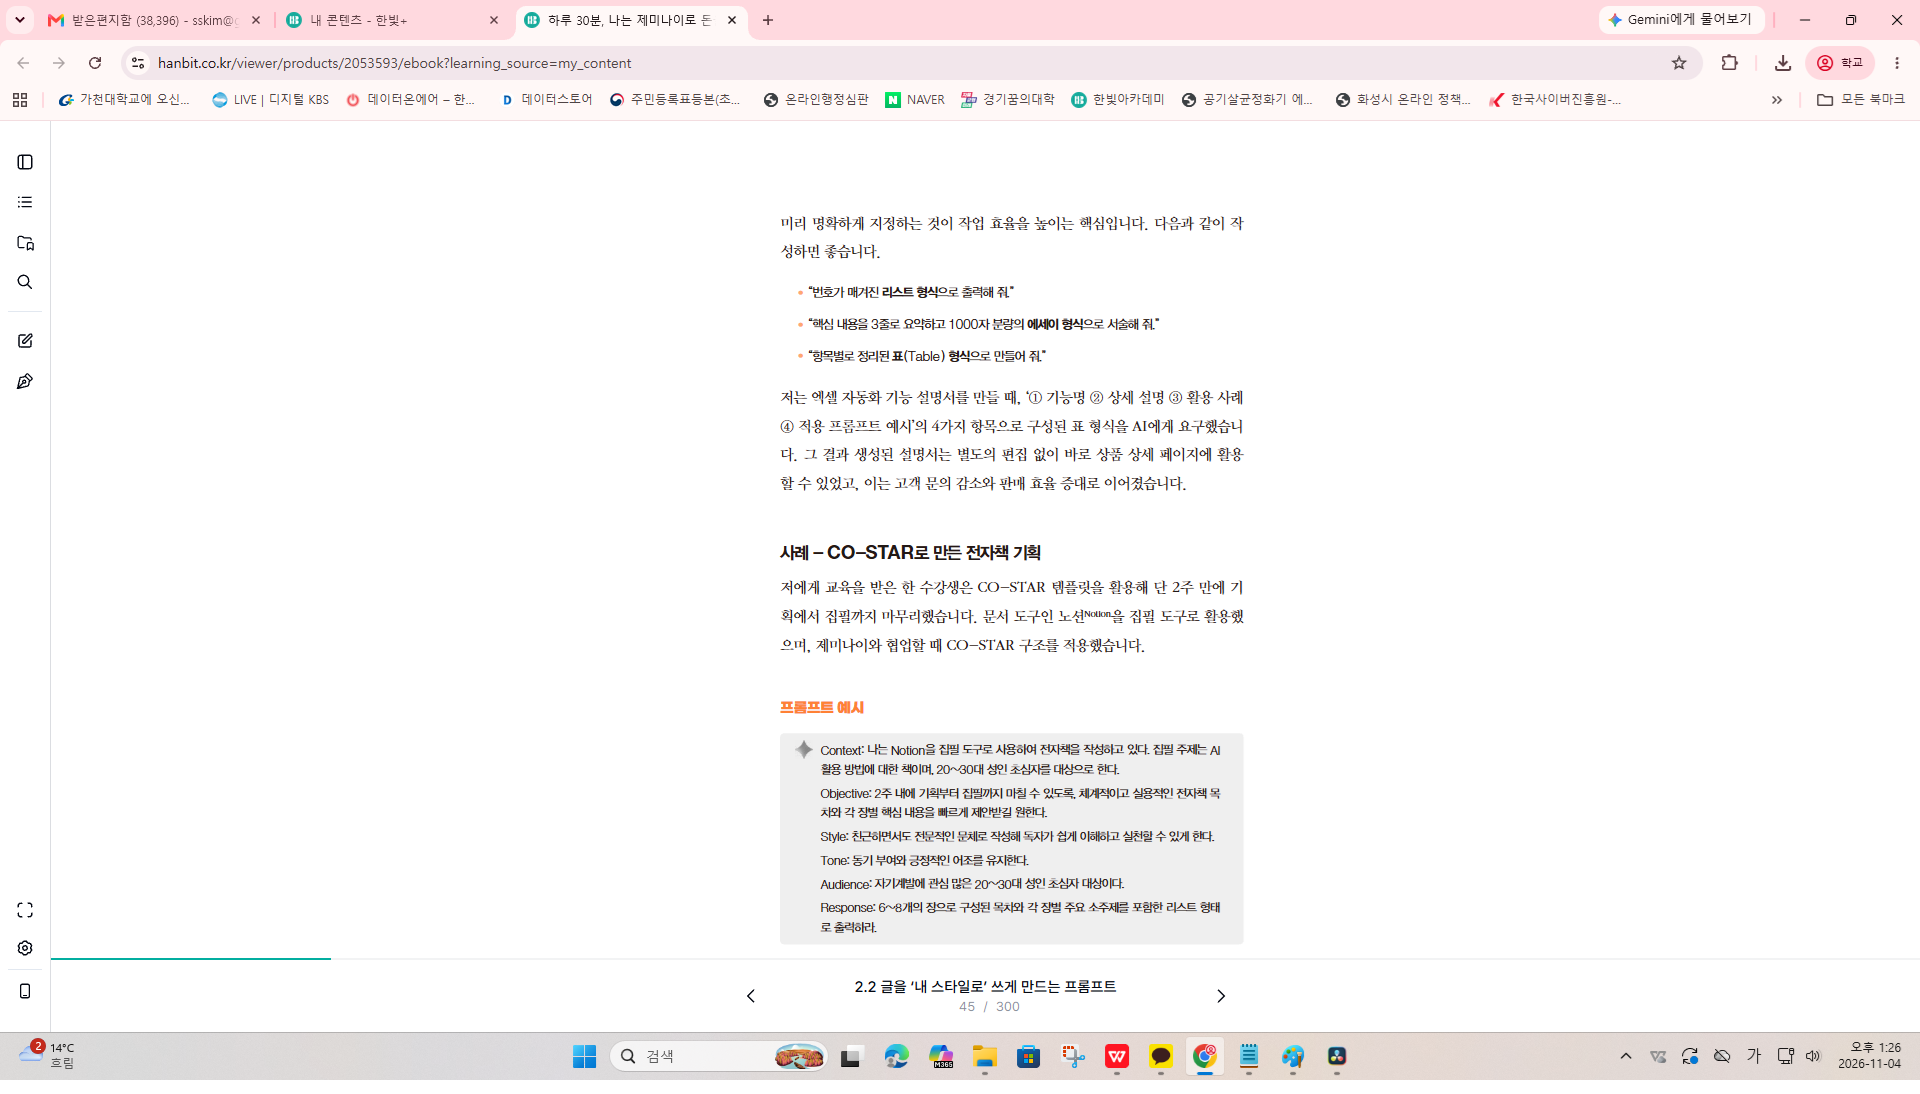 받은편지함 (38,396) - sskim@g
내 콘텐츠 - 한빛+
하루 30분, 나는 제미나이로 돈
Gemini에게 물어보기
hanbit.co.kr/viewer/products/2053593/ebook?learning_source=my_content
학교
가천대학교에 오신...
LIVE | 디지털 KBS
데이터온에어 – 한...
데이터스토어
주민등록표등본(초...
온라인행정심판
NAVER
경기꿈의대학
한빛아카데미
공기살균정화기 에...
화성시 온라인 정책...
한국사이버진흥원-...
모든 북마크
미리 명확하게 지정하는 것이 작업 효율을 높이는 핵심입니다. 다음과 같이 작
성하면 좋습니다.
• “번호가 매겨진 리스트 형식으로 출력해 줘.”
• “핵심 내용을 3줄로 요약하고 1000자 분량의 에세이 형식으로 서술해 줘.”
• “항목별로 정리된 표(Table) 형식으로 만들어 줘.”
저는 엑셀 자동화 기능 설명서를 만들 때, ‘① 기능명 ② 상세 설명 ③ 활용 사례
④ 적용 프롬프트 예시’의 4가지 항목으로 구성된 표 형식을 AI에게 요구했습니
다. 그 결과 생성된 설명서는 별도의 편집 없이 바로 상품 상세 페이지에 활용
할 수 있었고, 이는 고객 문의 감소와 판매 효율 증대로 이어졌습니다.
사례 – CO-STAR로 만든 전자책 기획
저에게 교육을 받은 한 수강생은 CO-STAR 템플릿을 활용해 단 2주 만에 기
획에서 집필까지 마무리했습니다. 문서 도구인 노션Notion을 집필 도구로 활용했
으며, 제미나이와 협업할 때 CO-STAR 구조를 적용했습니다.
프롬프트 예시
Context: 나는 Notion을 집필 도구로 사용하여 전자책을 작성하고 있다. 집필 주제는 AI
활용 방법에 대한 책이며, 20~30대 성인 초심자를 대상으로 한다.
Objective: 2주 내에 기획부터 집필까지 마칠 수 있도록, 체계적이고 실용적인 전자책 목
차와 각 장별 핵심 내용을 빠르게 제안받길 원한다.
Style: 친근하면서도 전문적인 문체로 작성해 독자가 쉽게 이해하고 실천할 수 있게 한다.
Tone: 동기 부여와 긍정적인 어조를 유지한다.
Audience: 자기계발에 관심 많은 20~30대 성인 초심자 대상이다.
Response: 6~8개의 장으로 구성된 목차와 각 장별 주요 소주제를 포함한 리스트 형태
로 출력하라.
2.2 글을 ‘내 스타일로’ 쓰게 만드는 프롬프트
45 / 300
2
14°C
흐림
검색
M365
가
오후 1:26
2026-11-04